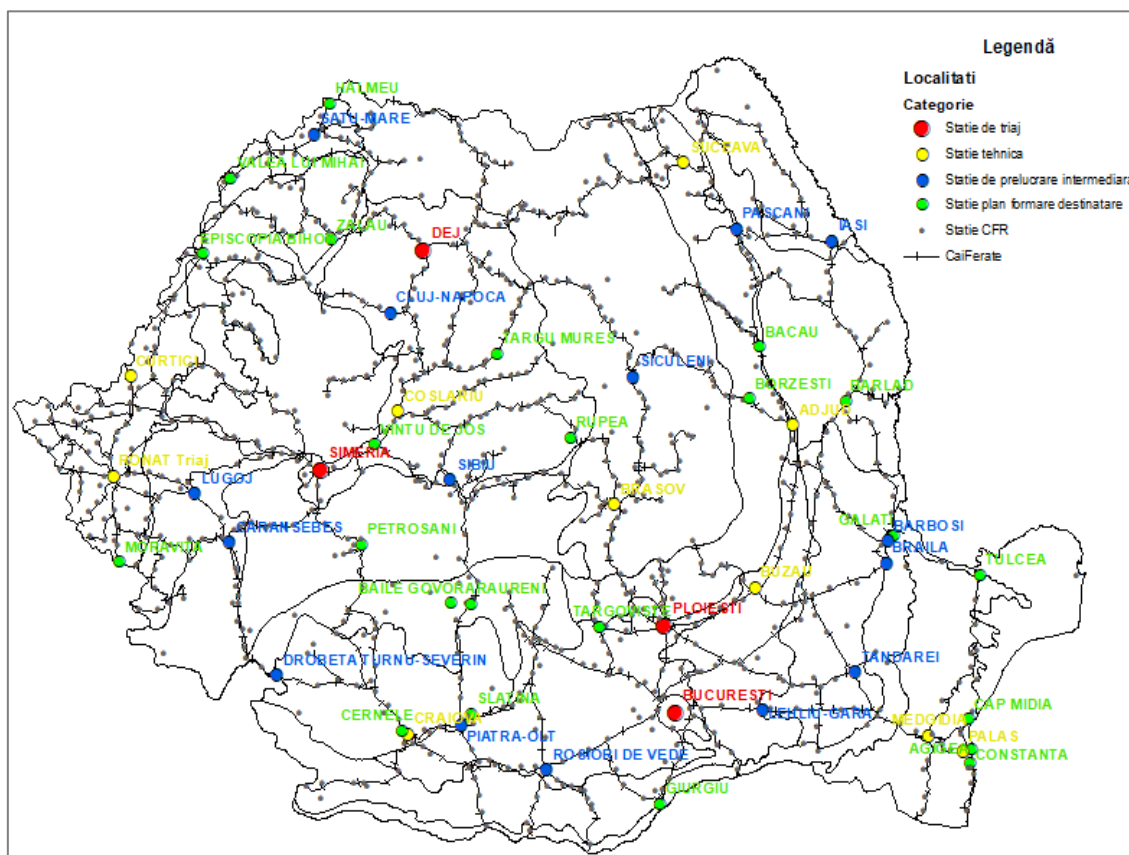 Legendă
Localitati
Categorie
Statie de triaj
Statie tehnica
Statie de prelucrare intermediara
Statie plan formare destinatare
Statie CFR
CaiFerate
HALMEU
SATU-MARE
VALEA LUI MIHAI
SUCEAVA
PASCANI
IASI
ZALAU
DEJ
EPISCOPIA BIHOR
CLUJ-NAPOCA
TARGU MURES
BACAU
SICULENI
CURTICI
BORZESTI
BARLAD
COSLARIU
ADJUD
VINTU DE JOS
RUPEA
SIMERIA
RONAT Triaj
SIBIU
LUGOJ
BRASOV
GALATI
BARBOSI
CARANSEBES
PETROSANI
BRAILA
MORAVITA
TULCEA
BUZAU
BAILE GOVORA
RAURENI
TARGOVISTE
PLOIESTI
DROBETA TURNU-SEVERIN
TANDAREI
BUCURESTI
SLATINA
CAP MIDIA
CERNELE
CRAIOVA
LEHLIU-GARA
MEDGIDIA
PIATRA-OLT
PALAS
ROSIORI DE VEDE
CONSTANTA
GIURGIU